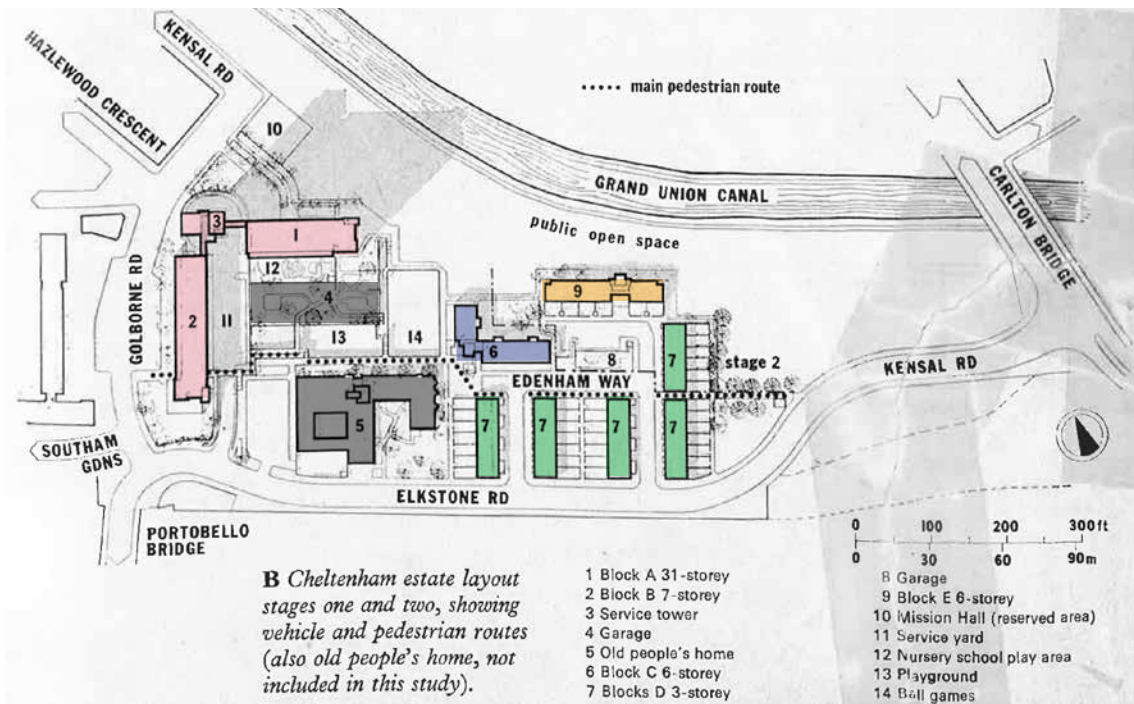 KENSAL RD
HAZLEWOOD CRESCENT
10
main pedestrian route
GRAND UNION CANAL
CARLTON BRIDGE
public open space
3
1
12
4
GOLBORNE RD
2
11
13
14
9
6
8
7
stage 2
KENSAL RD
EDENHAM WAY
5
7
7
7
7
SOUTHAM
GDNS
ELKSTONE RD
PORTOBELLO
BRIDGE
0 100 200 300 ft
0 30 60 90 m
B Cheltenham estate layout
stages one and two, showing
vehicle and pedestrian routes
(also old people's home, not
included in this study).
1 Block A 31-storey
2 Block B 7-storey
3 Service tower
4 Garage
5 Old people's home
6 Block C 6-storey
7 Blocks D 3-storey
8 Garage
9 Block E 6-storey
10 Mission Hall (reserved area)
11 Service yard
12 Nursery school play area
13 Playground
14 Ball games